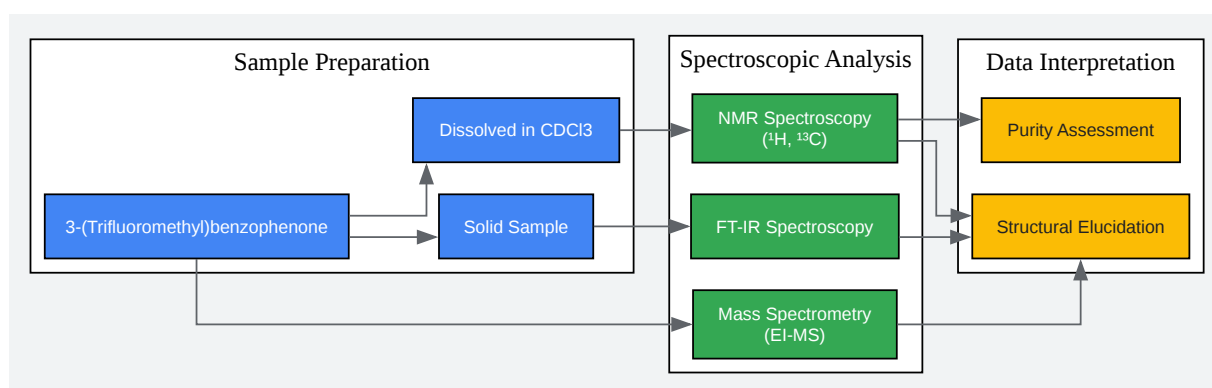 Sample Preparation
Dissolved in CDCl3
3-(Trifluoromethyl)benzophenone
Solid Sample
Spectroscopic Analysis
NMR Spectroscopy
(¹H, ¹³C)
FT-IR Spectroscopy
Mass Spectrometry
(EI-MS)
Data Interpretation
Purity Assessment
Structural Elucidation